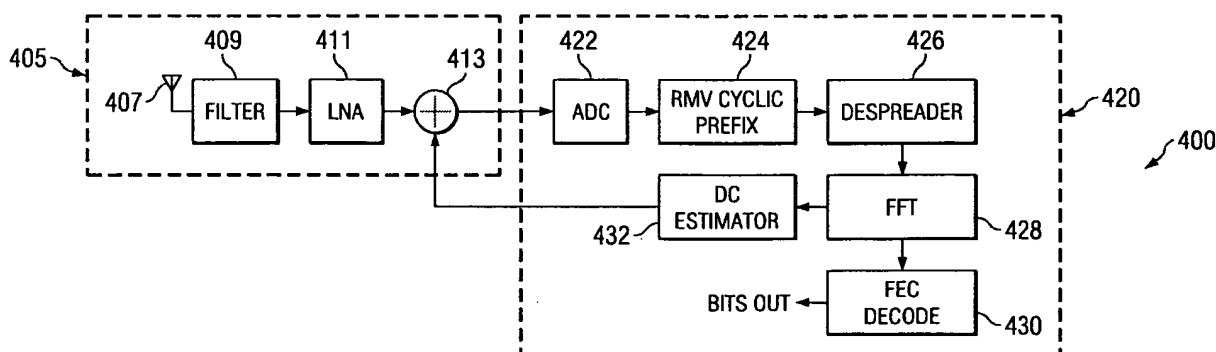 405
409
411
413
407
FILTER
LNA
422
424
426
420
400
ADC
RMV CYCLIC
PREFIX
DESPREADER
DC
ESTIMATOR
432
FFT
428
BITS OUT
FEC
DECODE
430